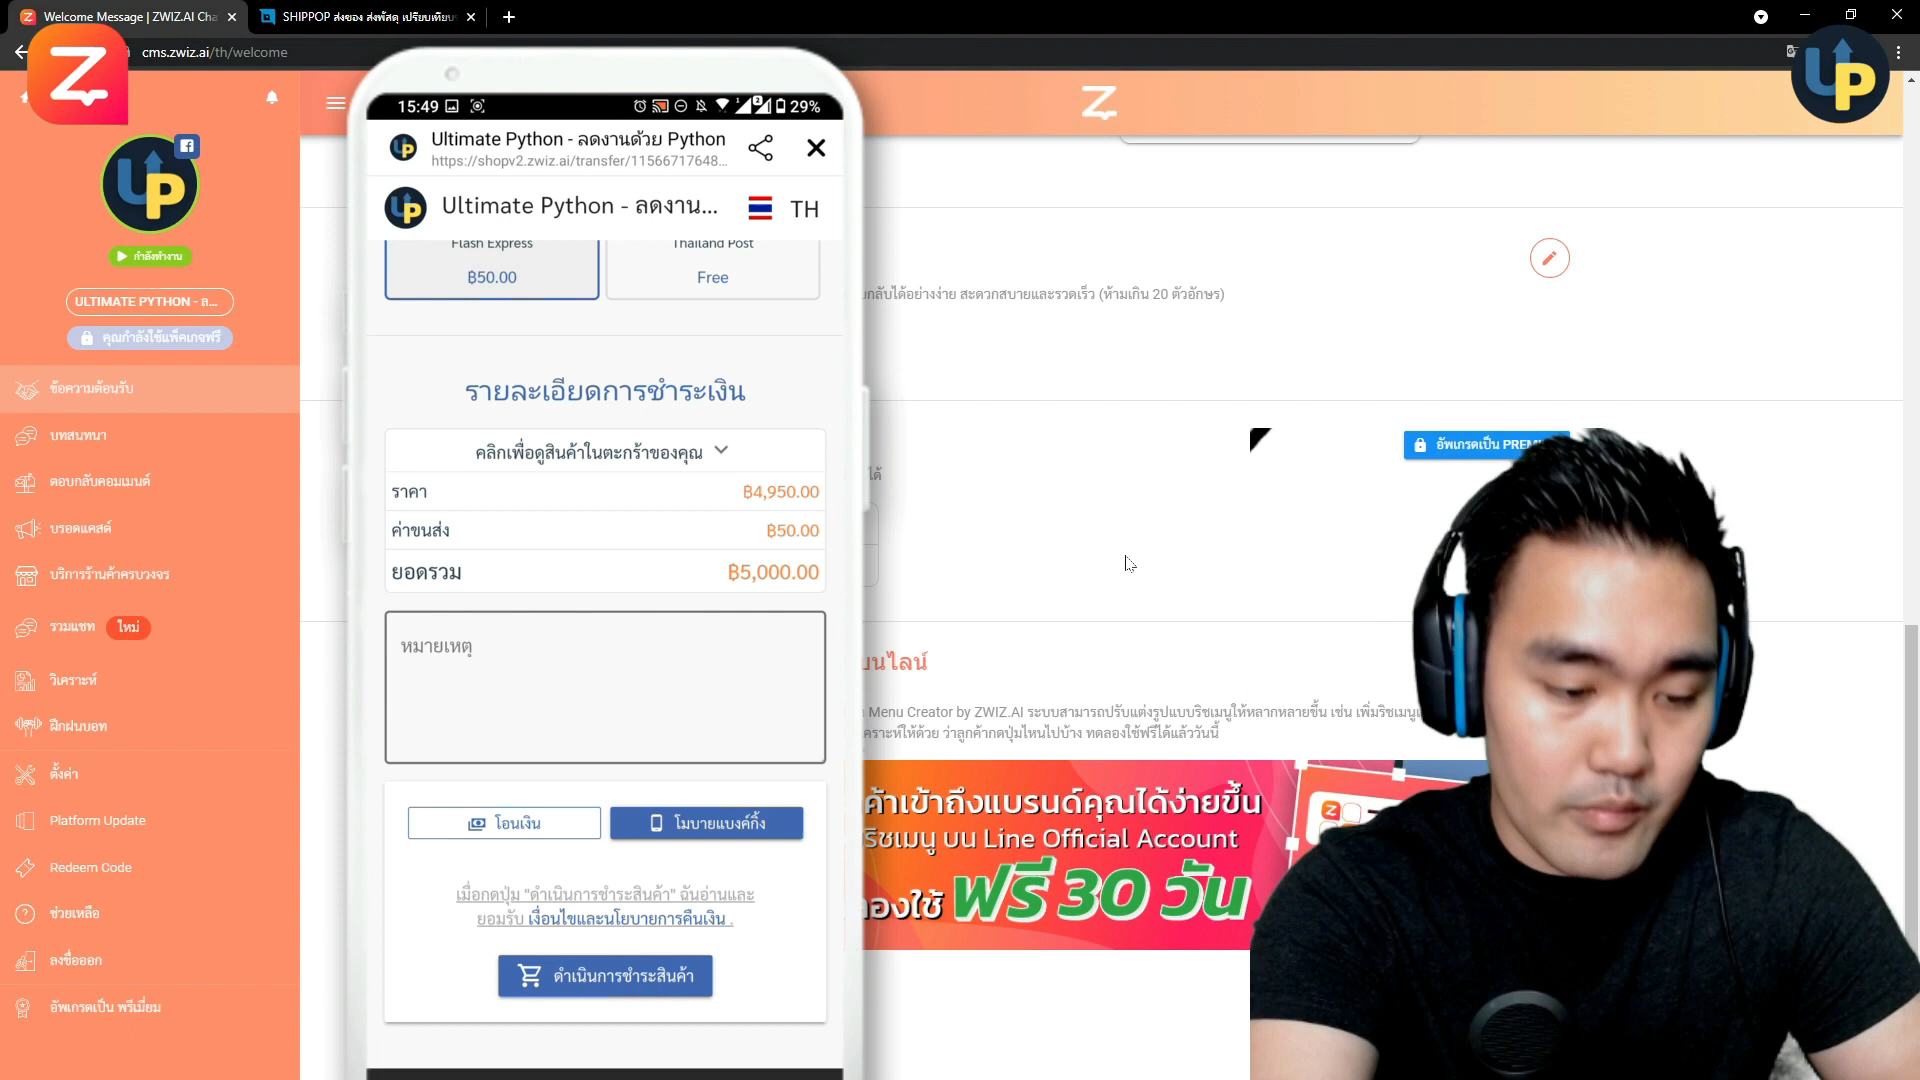 Welcome Message | ZWIZ.AI Cha
SHIPPOP ส่งของ ส่งพัสดุ เปรียบเทียบ
cms.zwiz.ai/th/welcome
Z
UP
Z
UP
กำลังทำงาน
ULTIMATE PYTHON - ล...
คุณกำลังใช้แพ็คเกจฟรี
ข้อความต้อนรับ
บทสนทนา
ตอบกลับคอมเมนต์
บรอดแคสต์
บริการร้านค้าครบวงจร
รวมแชท ใหม่
วิเคราะห์
ฝึกฝนบอท
ตั้งค่า
Platform Update
Redeem Code
ช่วยเหลือ
ลงชื่อออก
อัพเกรดเป็น พรีเมี่ยม
15:49 29%
Ultimate Python - ลดงานด้วย Python
https://shopv2.zwiz.ai/transfer/11566717648...
Ultimate Python - ลดงาน... TH
Flash Express
Thailand Post
฿50.00
Free
รายละเอียดการชำระเงิน
คลิกเพื่อดูสินค้าในตะกร้าของคุณ
ราคา ฿4,950.00
ค่าขนส่ง ฿50.00
ยอดรวม ฿5,000.00
หมายเหตุ
โอนเงิน
โมบายแบงค์กิ้ง
เมื่อกดปุ่ม "ดำเนินการชำระสินค้า" ฉันอ่านและ
ยอมรับ เงื่อนไขและนโยบายการคืนเงิน .
ดำเนินการชำระสินค้า
กลับได้อย่างง่าย สะดวกสบายและรวดเร็ว (ห้ามเกิน 20 ตัวอักษร)
อัพเกรดเป็น PREMI
ได้
นไลน์
Menu Creator by ZWIZ.AI ระบบสามารถปรับแต่งรูปแบบริชเมนูให้หลากหลายขึ้น เช่น เพิ่มริชเมนู
คราะห์ให้ด้วย ว่าลูกค้ากดปุ่มไหนไปบ้าง ทดลองใช้ฟรีได้แล้ววันนี้
ค้าเข้าถึงแบรนด์คุณได้ง่ายขึ้น
ริชเมนู บน Line Official Account
องใช้ ฟรี 30 วัน